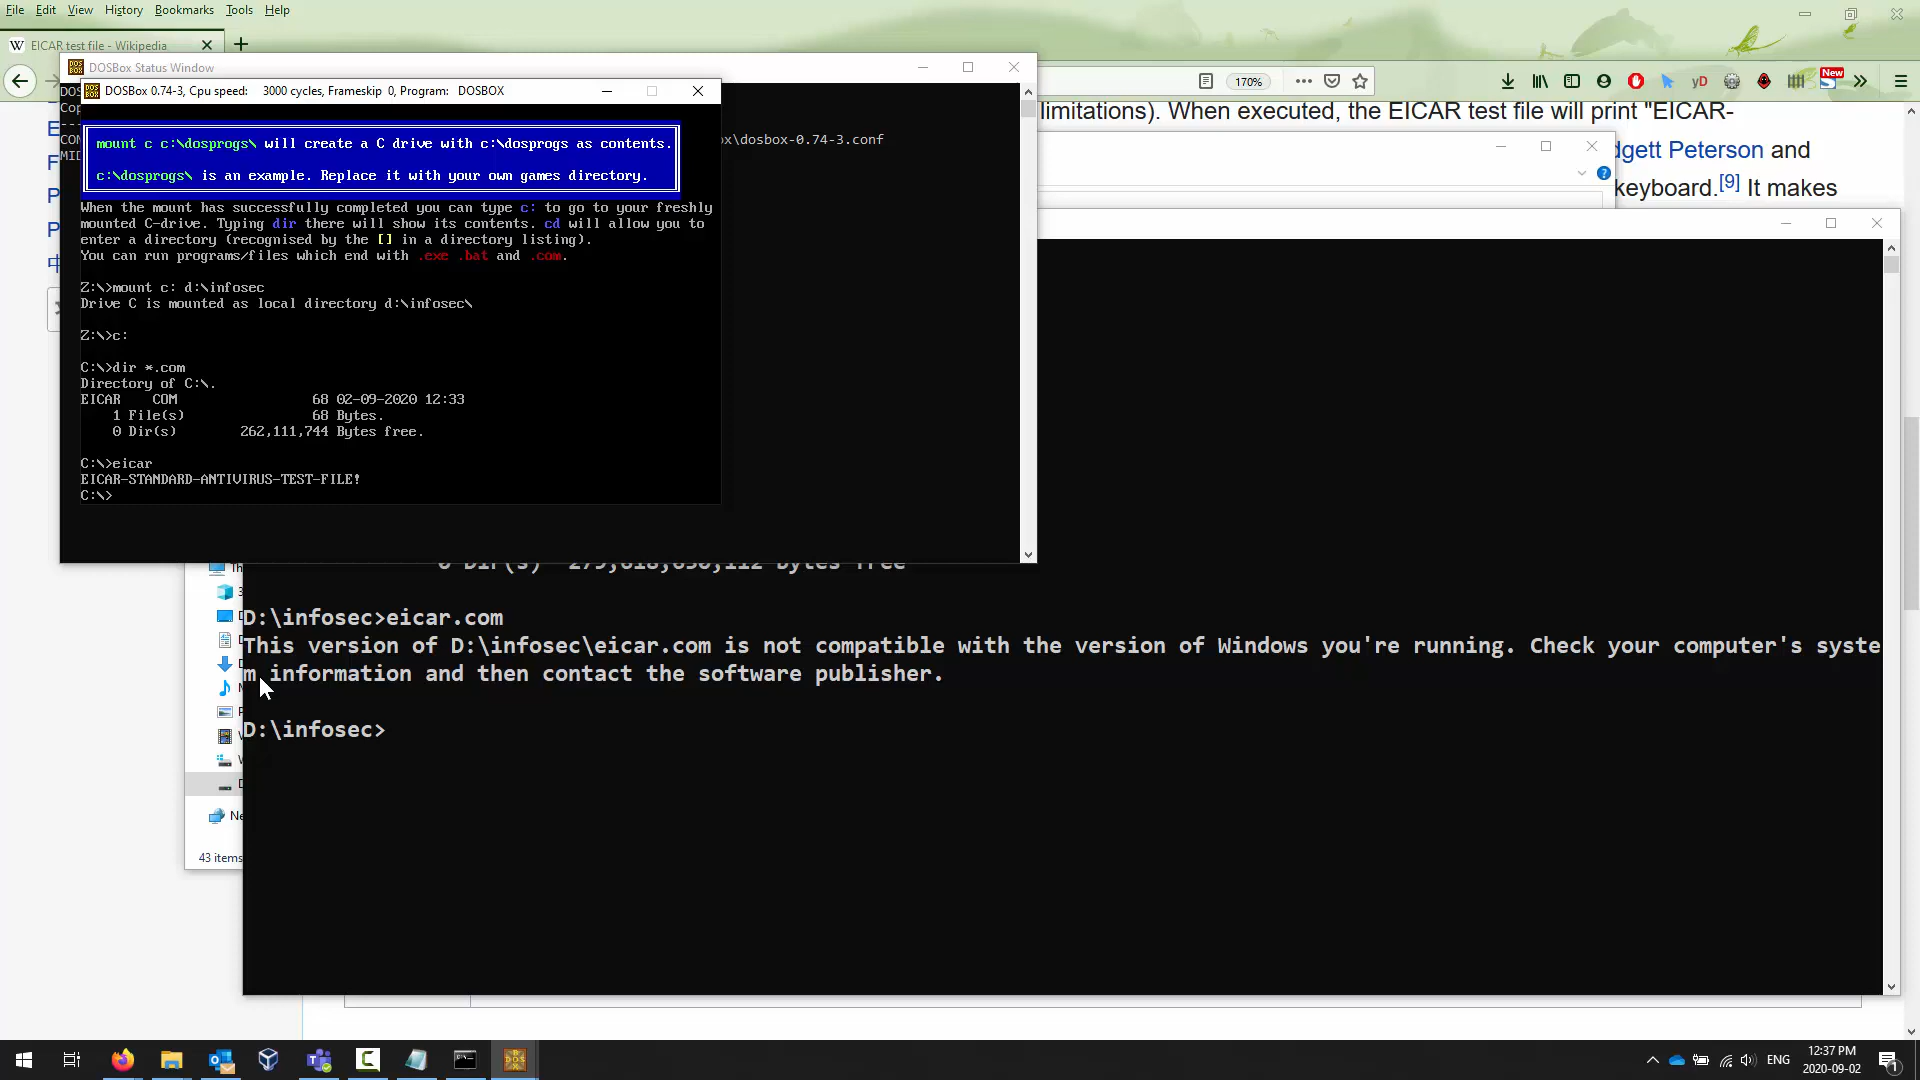 File Edit View History Bookmarks Tools Help
EICAR test file - Wikipedia
DOSBox Status Window
170%
New
DOSBox 0.74-3, Cpu speed: 3000 cycles, Frameskip 0, Program: DOSBOX
limitations). When executed, the EICAR test file will print "EICAR-
mount c c:\dosprogs\ will create a C drive with c:\dosprogs as contents.
x\dosbox-0.74-3.conf
dgett Peterson and
c:\dosprogs\ is an example. Replace it with your own games directory.
keyboard.[9] It makes
When the mount has successfully completed you can type c: to go to your freshly
mounted C-drive. Typing dir there will show its contents. cd will allow you to
enter a directory (recognised by the [] in a directory listing).
You can run programs/files which end with .exe .bat and .com.
Z:\>mount c: d:\infosec
Drive C is mounted as local directory d:\infosec\
Z:\>c:
C:\>dir *.com
Directory of C:\.
EICAR COM 68 02-09-2020 12:33
1 File(s) 68 Bytes.
0 Dir(s) 262,111,744 Bytes free.
C:\>eicar
EICAR-STANDARD-ANTIVIRUS-TEST-FILE!
C:\>
D:\infosec>eicar.com
This version of D:\infosec\eicar.com is not compatible with the version of Windows you're running. Check your computer's syste
m information and then contact the software publisher.
D:\infosec>
43 items
ENG
12:37 PM
2020-09-02